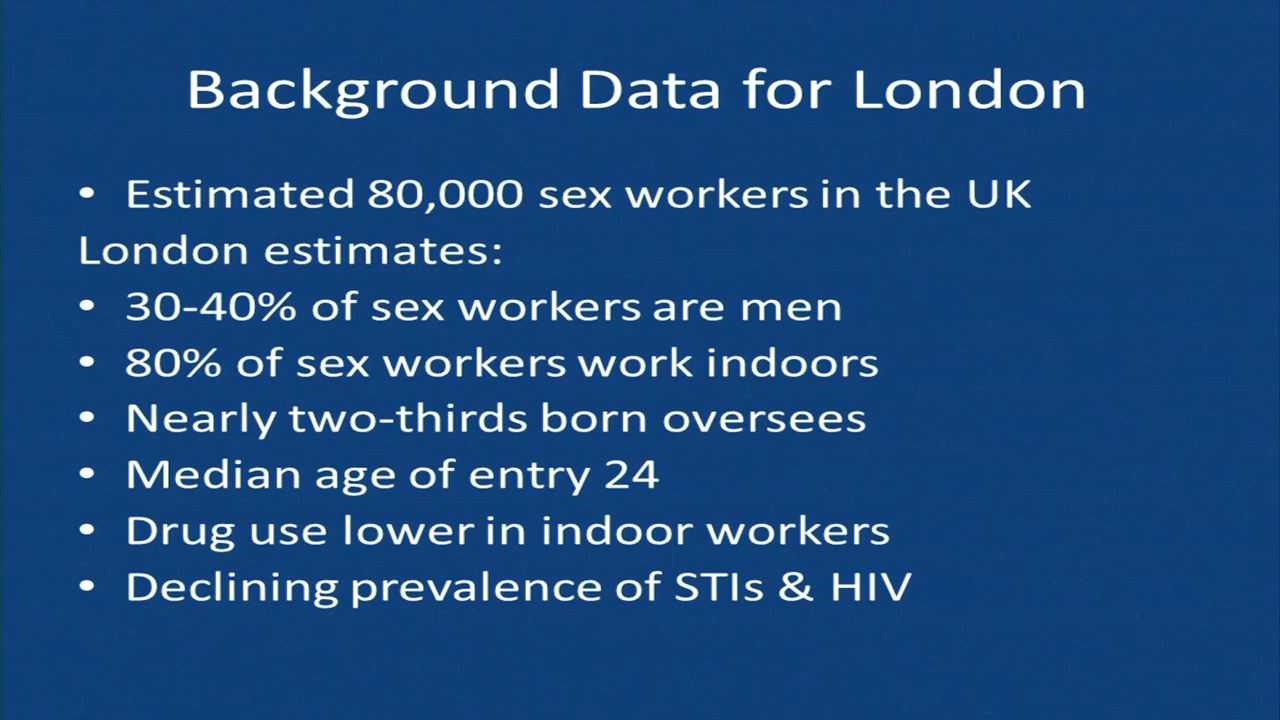 Background Data for London
• Estimated 80,000 sex workers in the UK
London estimates:
• 30-40% of sex workers are men
• 80% of sex workers work indoors
• Nearly two-thirds born oversees
• Median age of entry 24
• Drug use lower in indoor workers
• Declining prevalence of STIs & HIV